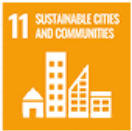 11 SUSTAINABLE CITIES
AND COMMUNITIES